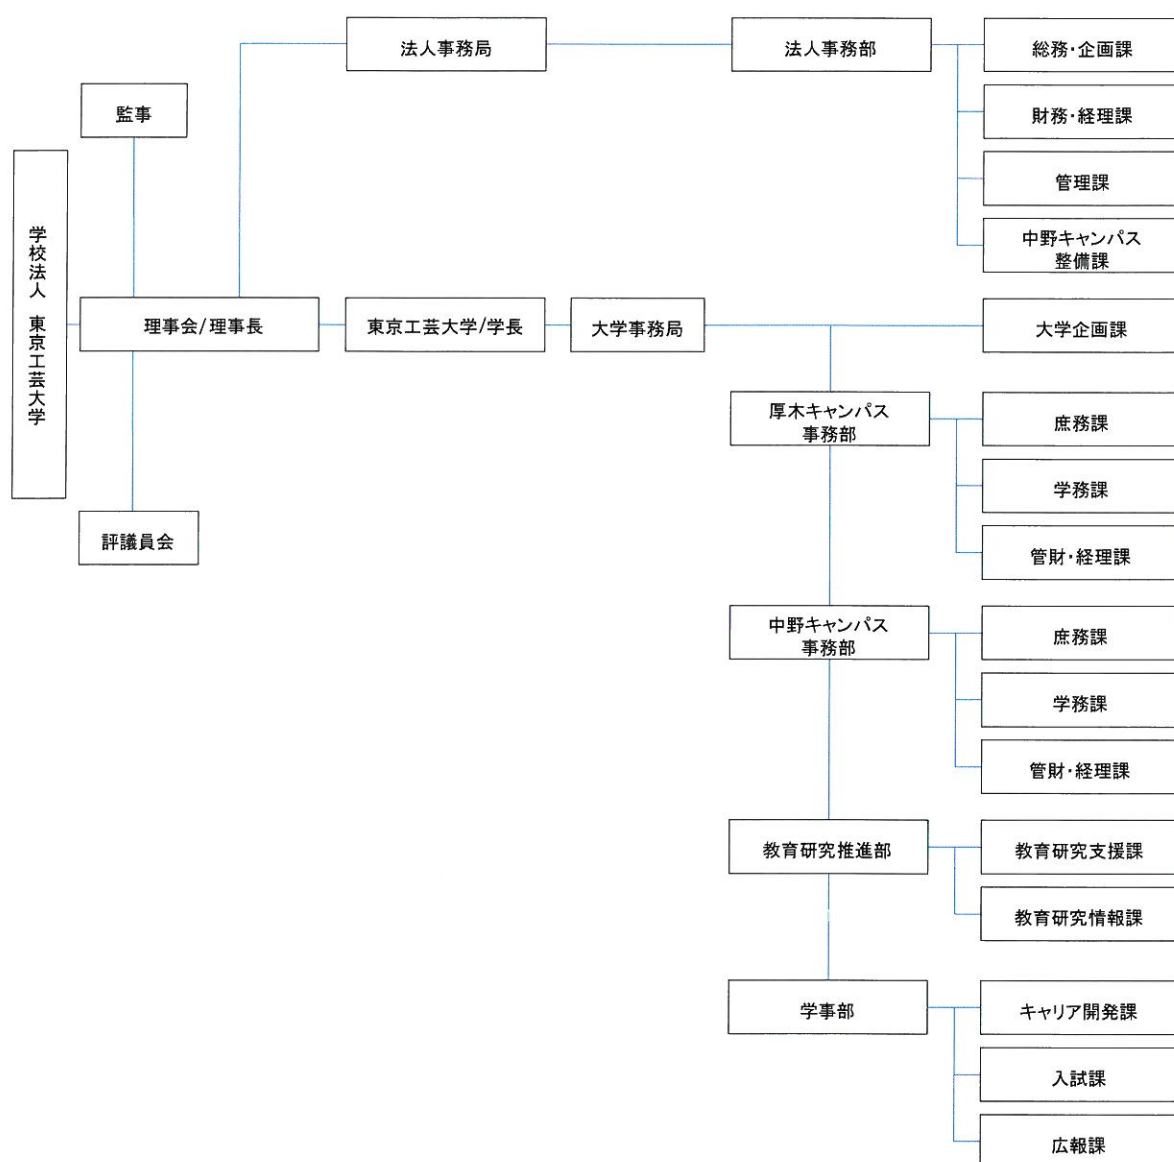 法人事務局
法人事務部
総務・企画課
財務・経理課
管理課
中野キャンパス
整備課
監事
学校法人 東京工芸大学
理事会/理事長
東京工芸大学/学長
大学事務局
大学企画課
評議員会
厚木キャンパス
事務部
庶務課
学務課
管財・経理課
中野キャンパス
事務部
庶務課
学務課
管財・経理課
教育研究推進部
教育研究支援課
教育研究情報課
学事部
キャリア開発課
入試課
広報課